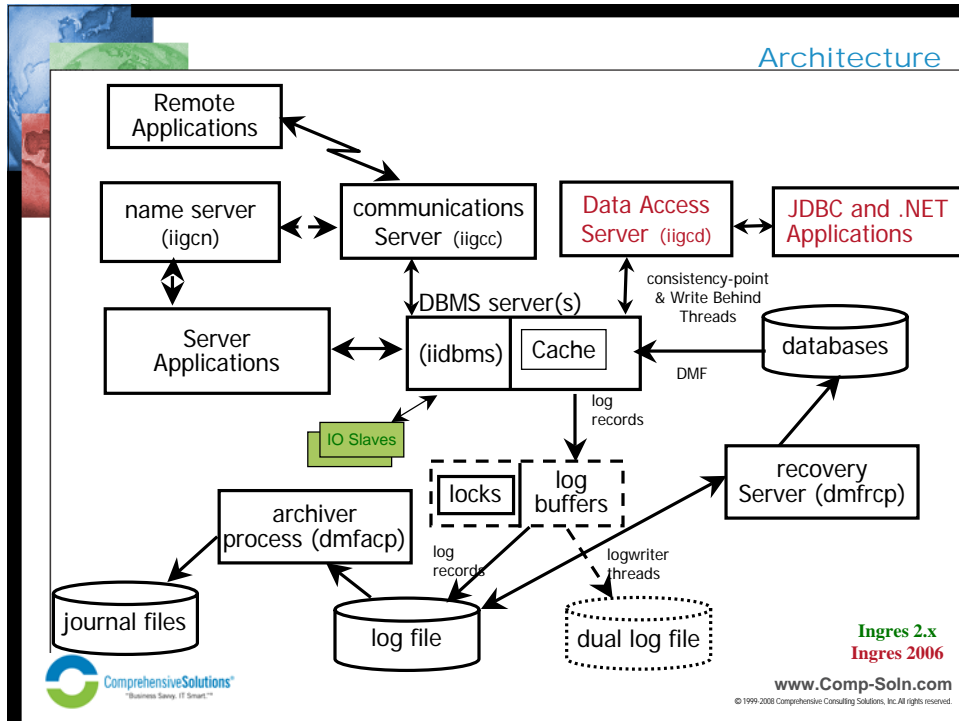 Architecture
Remote
Applications
name server
(iigcn)
communications
Server (iigcc)
Data Access
Server (iigcd)
JDBC and .NET
Applications
consistency-point
& Write Behind
Threads
Server
Applications
DBMS server(s)
(iidbms)
Cache
databases
DMF
log
records
IO Slaves
locks
log
buffers
recovery
Server (dmfrcp)
archiver
process (dmfacp)
log
records
logwriter
threads
journal files
log file
dual log file
Ingres 2.x
Ingres 2006
ComprehensiveSolutions®
"Business Savvy. IT Smart."™
www.Comp-Soln.com
© 1999-2008 Comprehensive Consulting Solutions, Inc. All rights reserved.